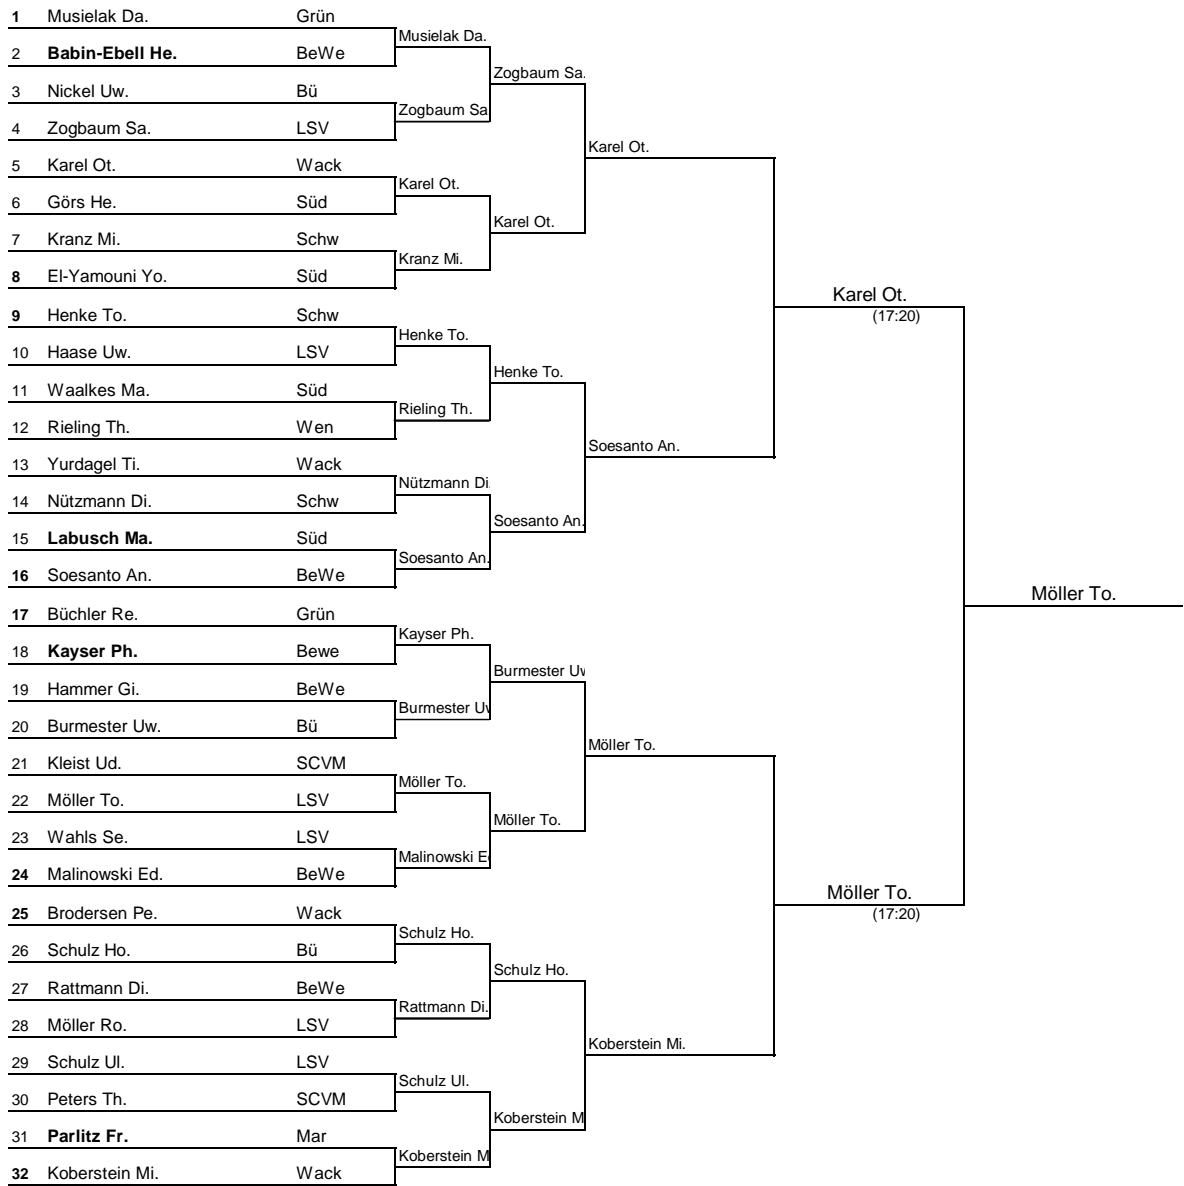 1 Musielak Da. Grün
Musielak Da.
2 Babin-Ebell He. BeWe
Zogbaum Sa.
3 Nickel Uw. Bü
Zogbaum Sa
4 Zogbaum Sa. LSV
Karel Ot.
5 Karel Ot. Wack
Karel Ot.
6 Görs He. Süd
Karel Ot.
7 Kranz Mi. Schw
Kranz Mi.
8 El-Yamouni Yo. Süd
Karel Ot.
(17:20)
9 Henke To. Schw
Henke To.
10 Haase Uw. LSV
Henke To.
11 Waalkes Ma. Süd
Rieling Th.
12 Rieling Th. Wen
Soesanto An.
13 Yurdagel Ti. Wack
Nützmann Di
14 Nützmann Di. Schw
Soesanto An.
15 Labusch Ma. Süd
Soesanto An.
16 Soesanto An. BeWe
Möller To.
17 Büchler Re. Grün
Kayser Ph.
18 Kayser Ph. Bewe
Burmester Uw
19 Hammer Gi. BeWe
Burmester Uw
20 Burmester Uw. Bü
Möller To.
21 Kleist Ud. SCVM
Möller To.
22 Möller To. LSV
Möller To.
23 Wahls Se. LSV
Malinowski Ed
24 Malinowski Ed. BeWe
Möller To.
(17:20)
25 Brodersen Pe. Wack
Schulz Ho.
26 Schulz Ho. Bü
Schulz Ho.
27 Rattmann Di. BeWe
Rattmann Di.
28 Möller Ro. LSV
Koberstein Mi.
29 Schulz Ul. LSV
Schulz Ul.
30 Peters Th. SCVM
Koberstein M
31 Parlitz Fr. Mar
Koberstein M
32 Koberstein Mi. Wack